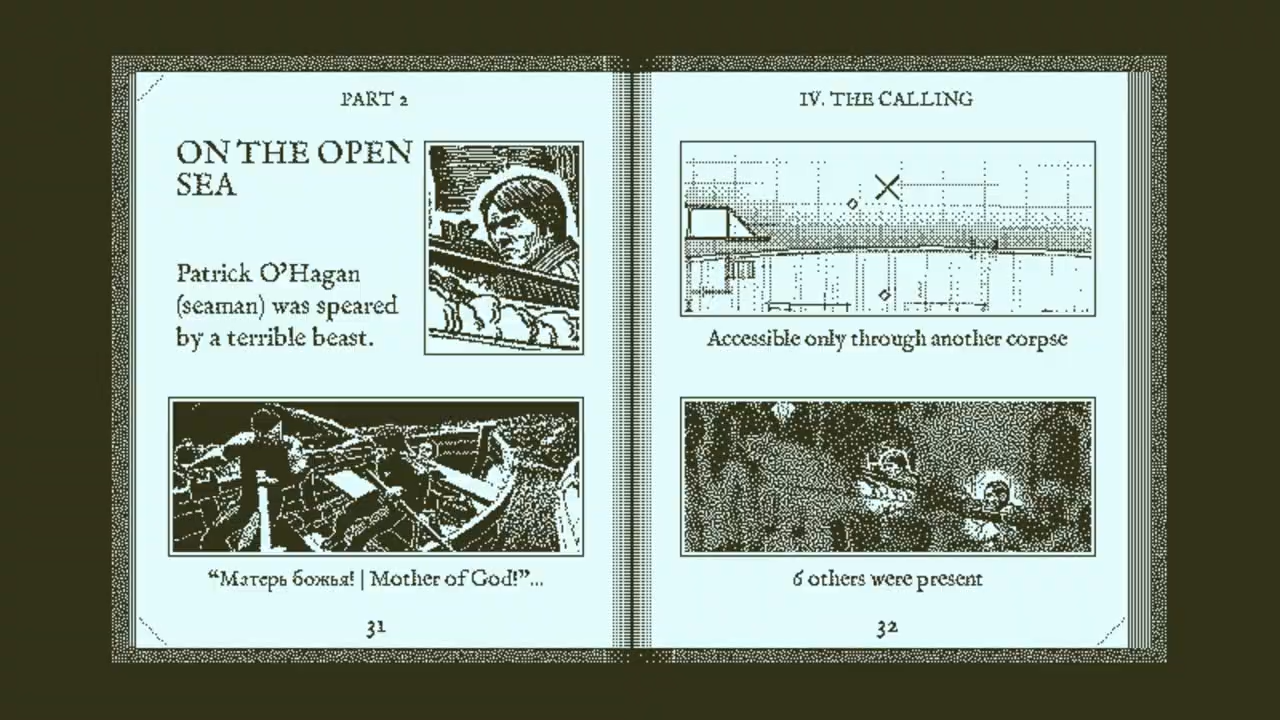 PART 2
ON THE OPEN
SEA
Patrick O'Hagan
(seaman) was speared
by a terrible beast.
“Матерь божья! | Mother of God!”...
31
IV. THE CALLING
Accessible only through another corpse
6 others were present
32